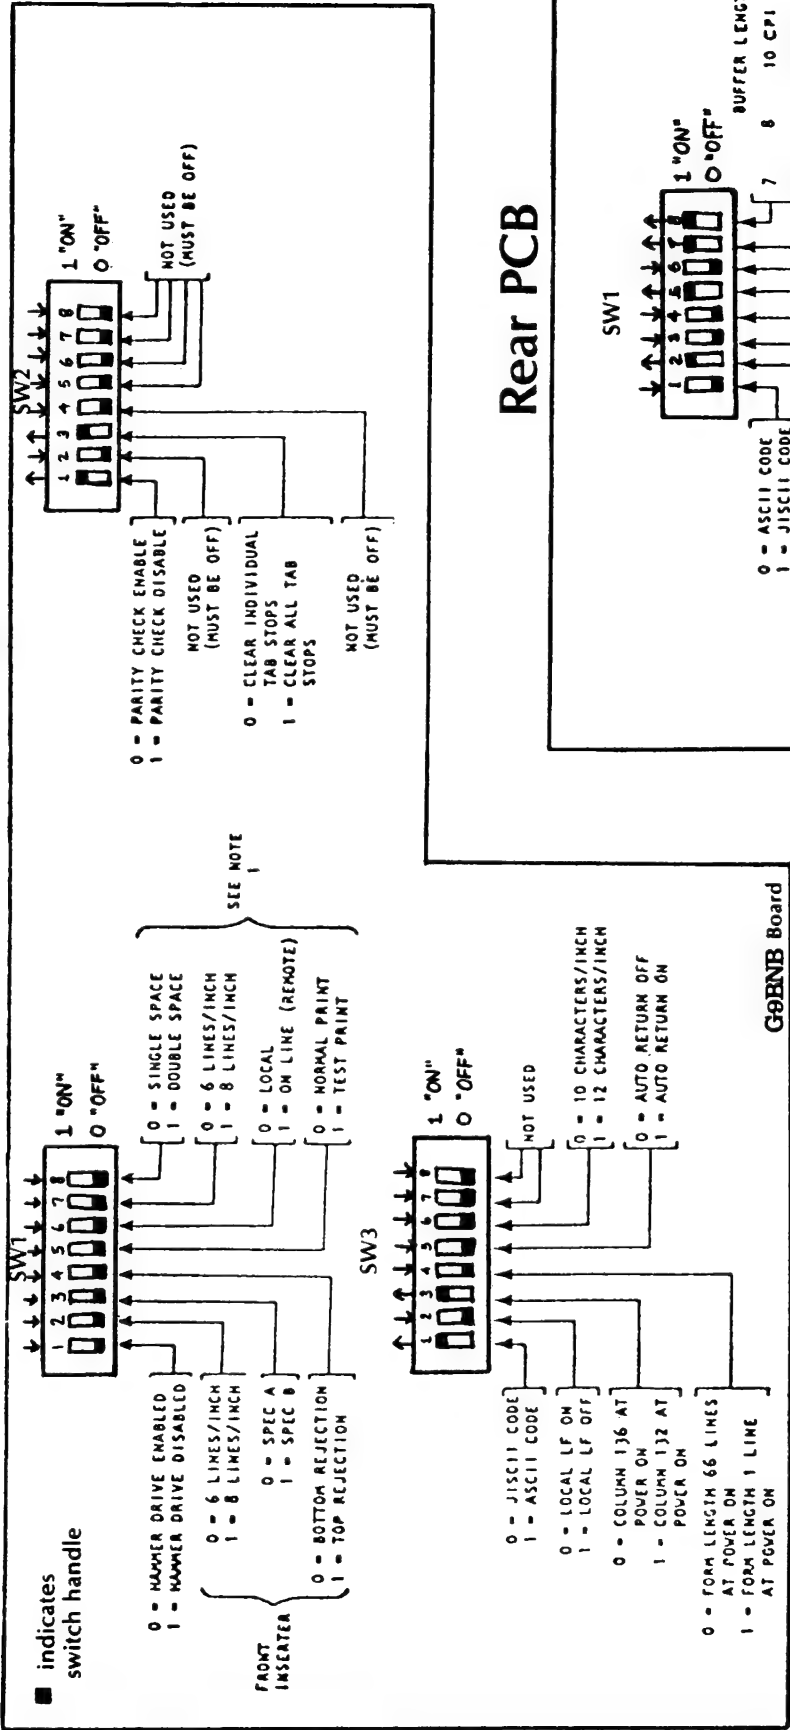 ■ indicates
switch handle
SW1
1 2 3 4 5 6 7 8
1 "ON"
0 "OFF"
0 = HAMMER DRIVE ENABLED
1 = HAMMER DRIVE DISABLED
0 = 6 LINES/INCH
1 = 8 LINES/INCH
0 = SPEC A
1 = SPEC B
0 = BOTTOM REJECTION
1 = TOP REJECTION
FRONT
INSERTER
0 = SINGLE SPACE
1 = DOUBLE SPACE
0 = 6 LINES/INCH
1 = 8 LINES/INCH
0 = LOCAL
1 = ON LINE (REMOTE)
0 = NORMAL PRINT
1 = TEST PRINT
SEE NOTE
1
SW2
1 2 3 4 5 6 7 8
1 "ON"
0 "OFF"
0 = PARITY CHECK ENABLE
1 = PARITY CHECK DISABLE
NOT USED
(MUST BE OFF)
0 = CLEAR INDIVIDUAL
TAB STOPS
1 = CLEAR ALL TAB
STOPS
NOT USED
(MUST BE OFF)
NOT USED
(MUST BE OFF)
SW3
1 2 3 4 5 6 7 8
1 "ON"
0 "OFF"
0 = JISCII CODE
1 = ASCII CODE
0 = LOCAL LF ON
1 = LOCAL LF OFF
0 = COLUMN 136 AT
POWER ON
1 = COLUMN 132 AT
POWER ON
0 = FORM LENGTH 66 LINES
AT POWER ON
1 = FORM LENGTH 1 LINE
AT POWER ON
NOT USED
0 = 10 CHARACTERS/INCH
1 = 12 CHARACTERS/INCH
0 = AUTO RETURN OFF
1 = AUTO RETURN ON
Board
Rear PCB
SW1
1 2 3 4 5 6 7 8
1 "ON"
0 "OFF"
BUFFER
7 8 10 CPI
0 = ASCII CODE
1 = JISCII CODE